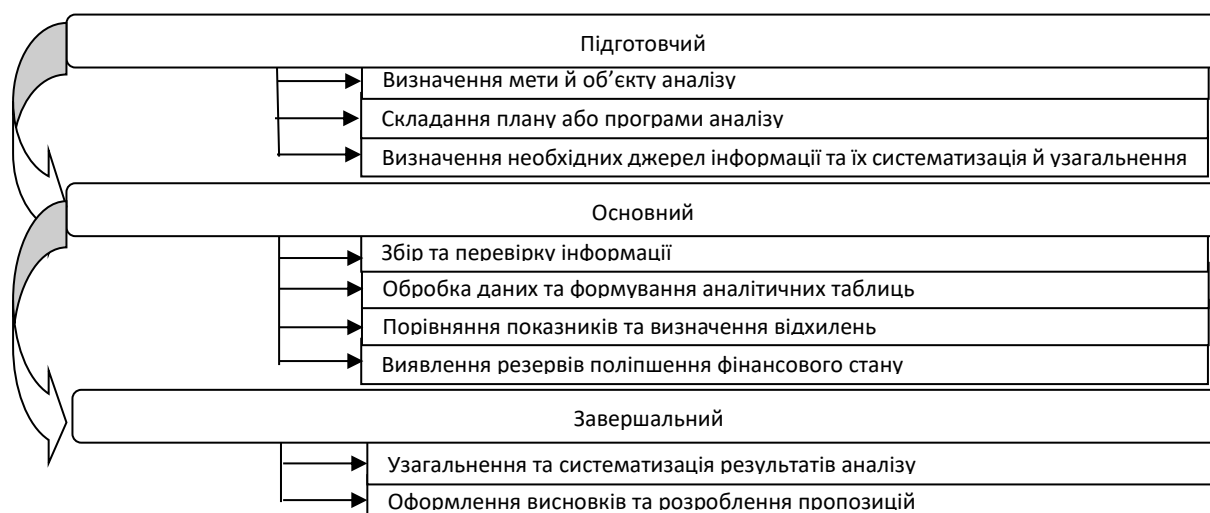 Підготовчий
Визначення мети й об’єкту аналізу
Складання плану або програми аналізу
Визначення необхідних джерел інформації та їх систематизація й узагальнення
Основний
Збір та перевірку інформації
Обробка даних та формування аналітичних таблиць
Порівняння показників та визначення відхилень
Виявлення резервів поліпшення фінансового стану
Завершальний
Узагальнення та систематизація результатів аналізу
Оформлення висновків та розроблення пропозицій